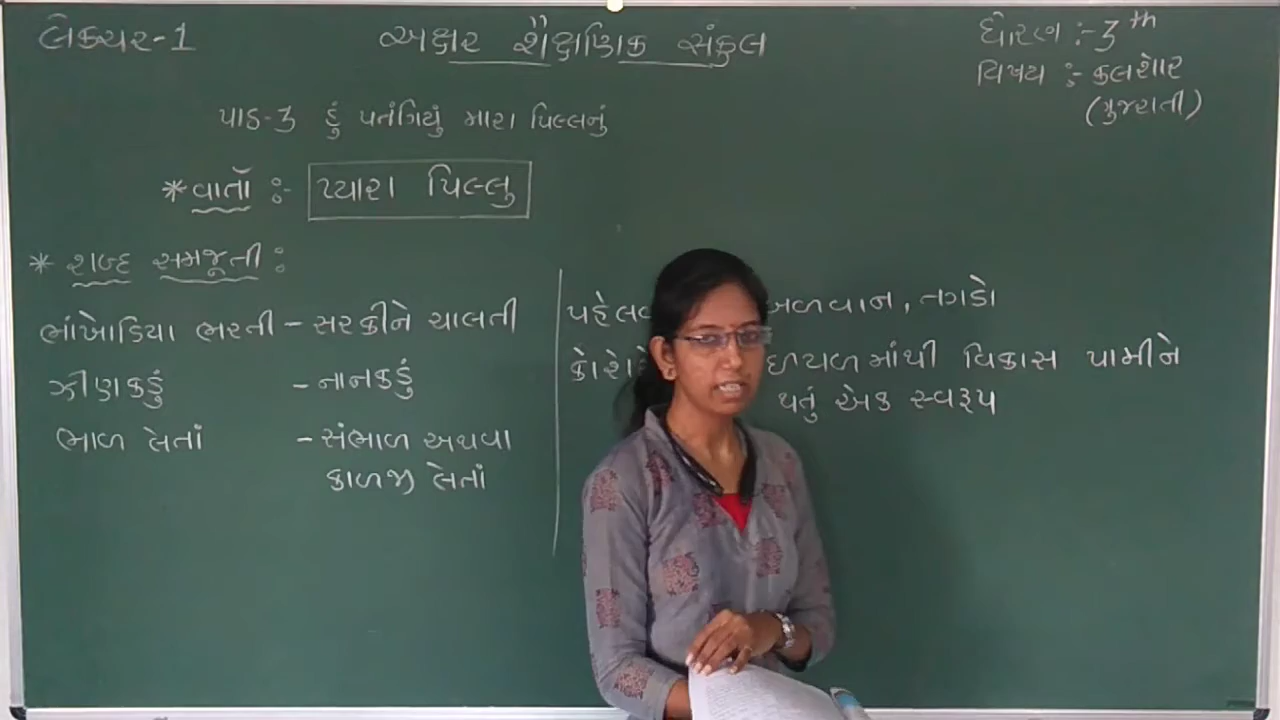 લેક્ચર-1
અક્ષર શૈક્ષણિક સંકુલ
ધોરણ :- 3 th
વિષય :- કલશોર
(ગુજરાતી)
પાઠ-3 હું પતંગિયું મારા પિલ્લનું
* વાર્તા :- પ્યારા પિલ્લુ
* શબ્દ સમજૂતી :
ભાંખોડિયા ભરતી - સરકીને ચાલતી
ઝીણકડું - નાનકડું
ભાળ લેતાં - સંભાળ અથવા
કાળજી લેતાં
બળવાન, તગડો
ઈયળમાંથી વિકાસ પામીને
થતું એક સ્વરૂપ